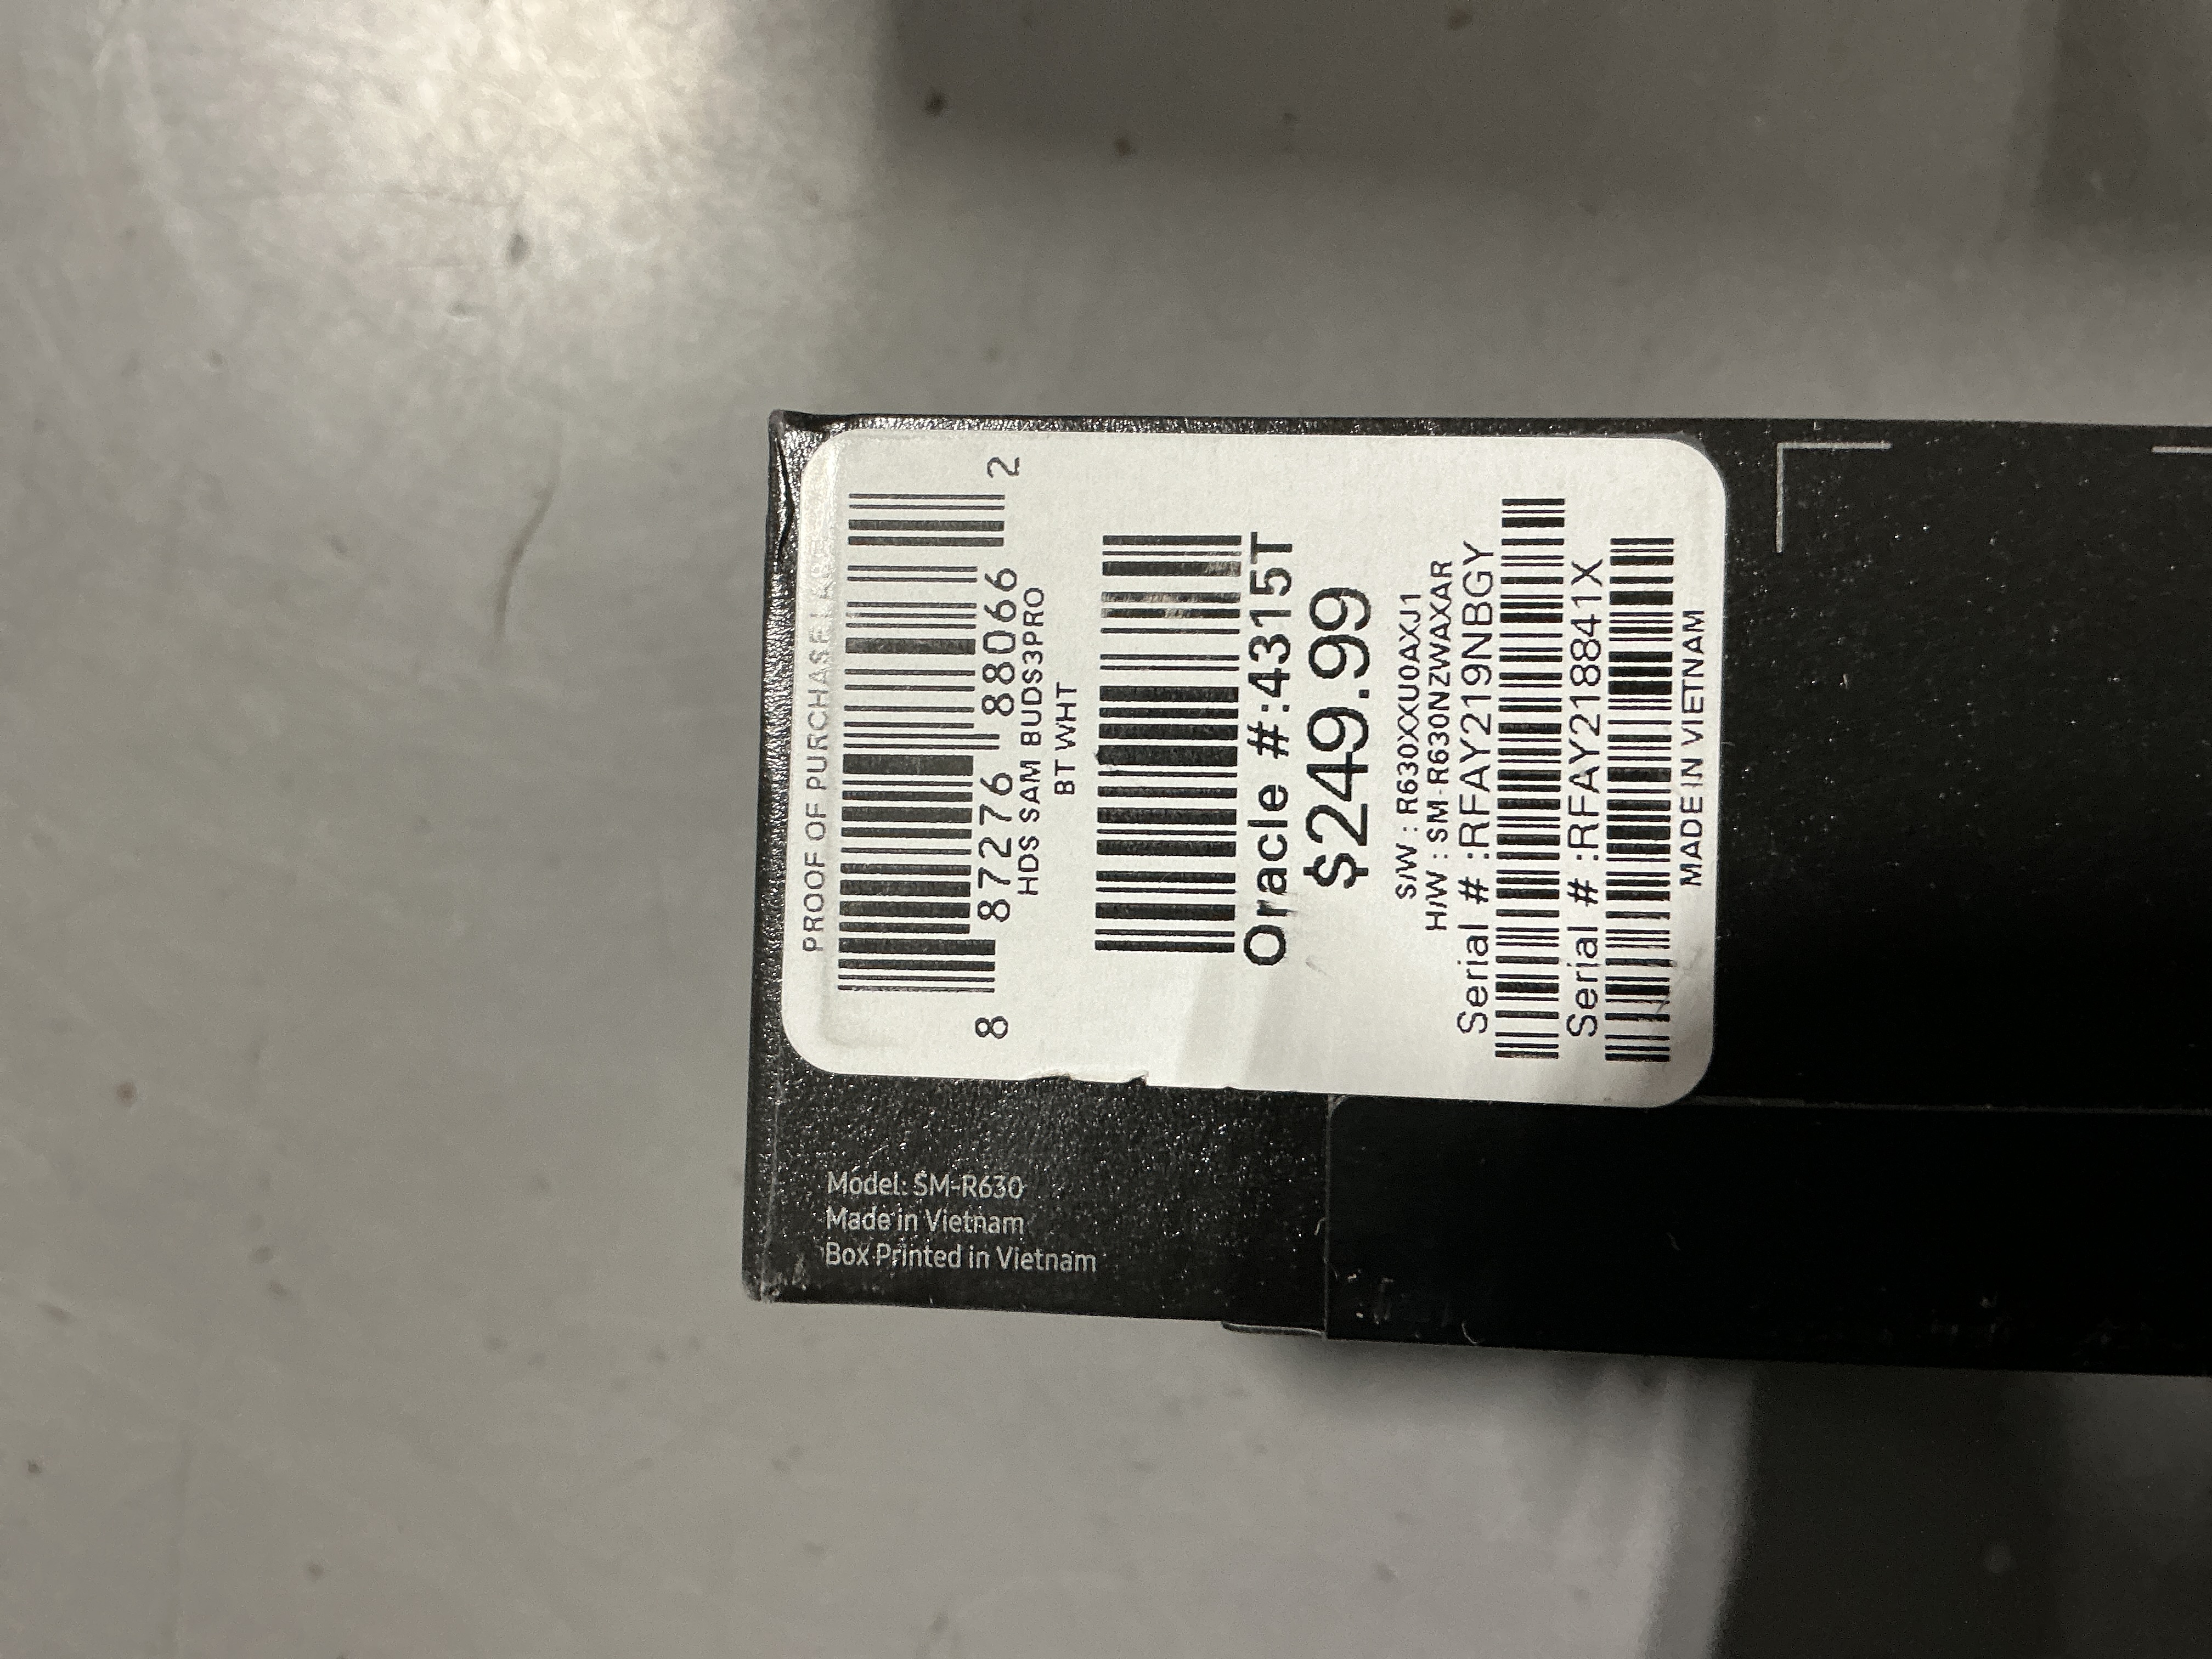 PROOF OF PURCHASE LABEL
8 87276 88066 2
HDS SAM BUDS3PRO
BT WHT
Oracle #:4315T
$249.99
S/W : R630XXU0AXJ1
H/W : SM-R630NZWAXAR
Serial # :RFAY219NBGY
Serial # :RFAY218841X
MADE IN VIETNAM
Model: SM-R630
Made in Vietnam
Box Printed in Vietnam